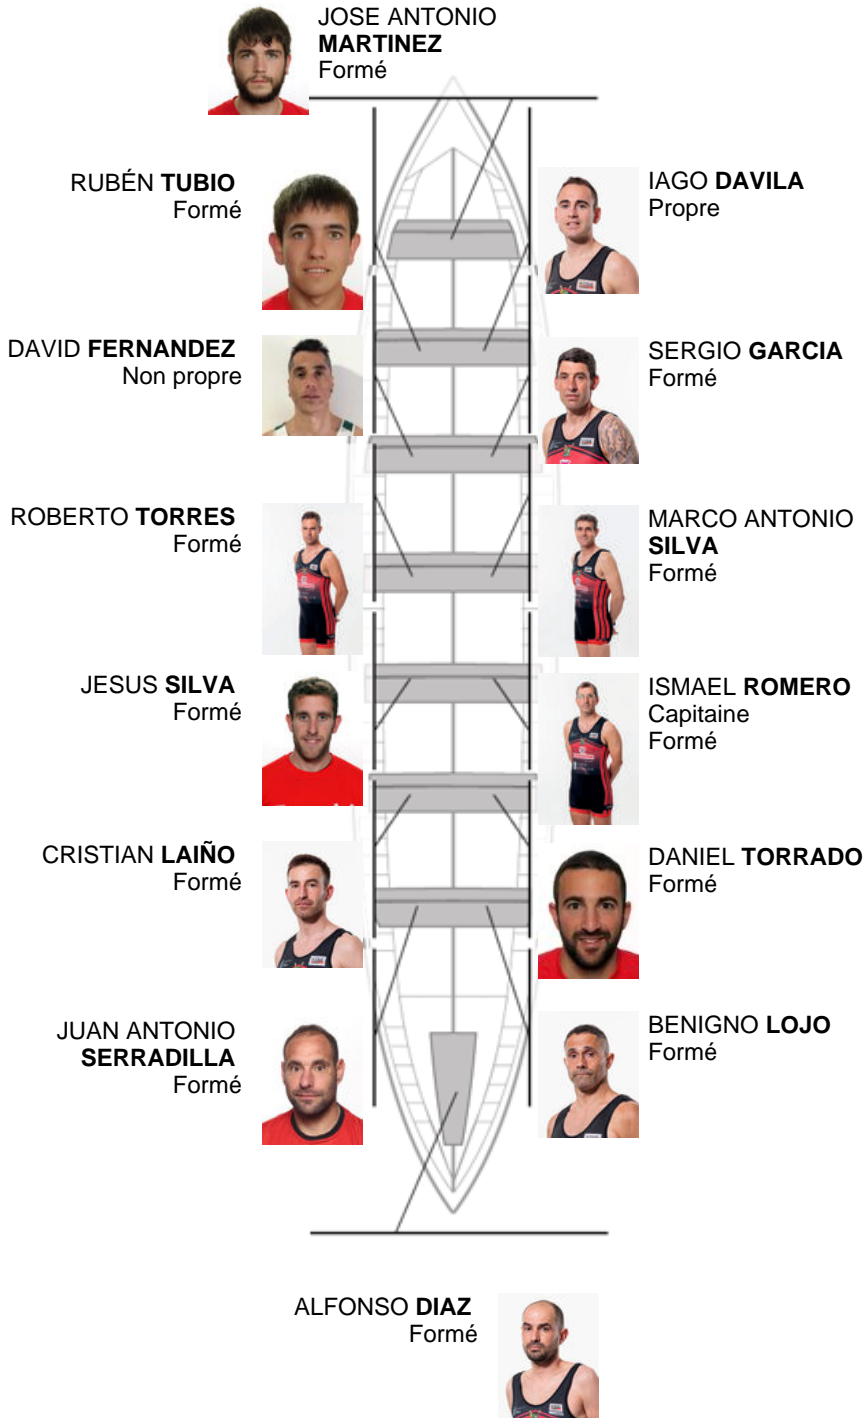 JOSE ANTONIO
MARTINEZ
Formé
RUBÉN TUBIO
Formé
IAGO DAVILA
Propre
DAVID FERNANDEZ
Non propre
SERGIO GARCIA
Formé
ROBERTO TORRES
Formé
MARCO ANTONIO
SILVA
Formé
JESUS SILVA
Formé
ISMAEL ROMERO
Capitaine
Formé
CRISTIAN LAIÑO
Formé
DANIEL TORRADO
Formé
JUAN ANTONIO
SERRADILLA
Formé
BENIGNO LOJO
Formé
ALFONSO DIAZ
Formé